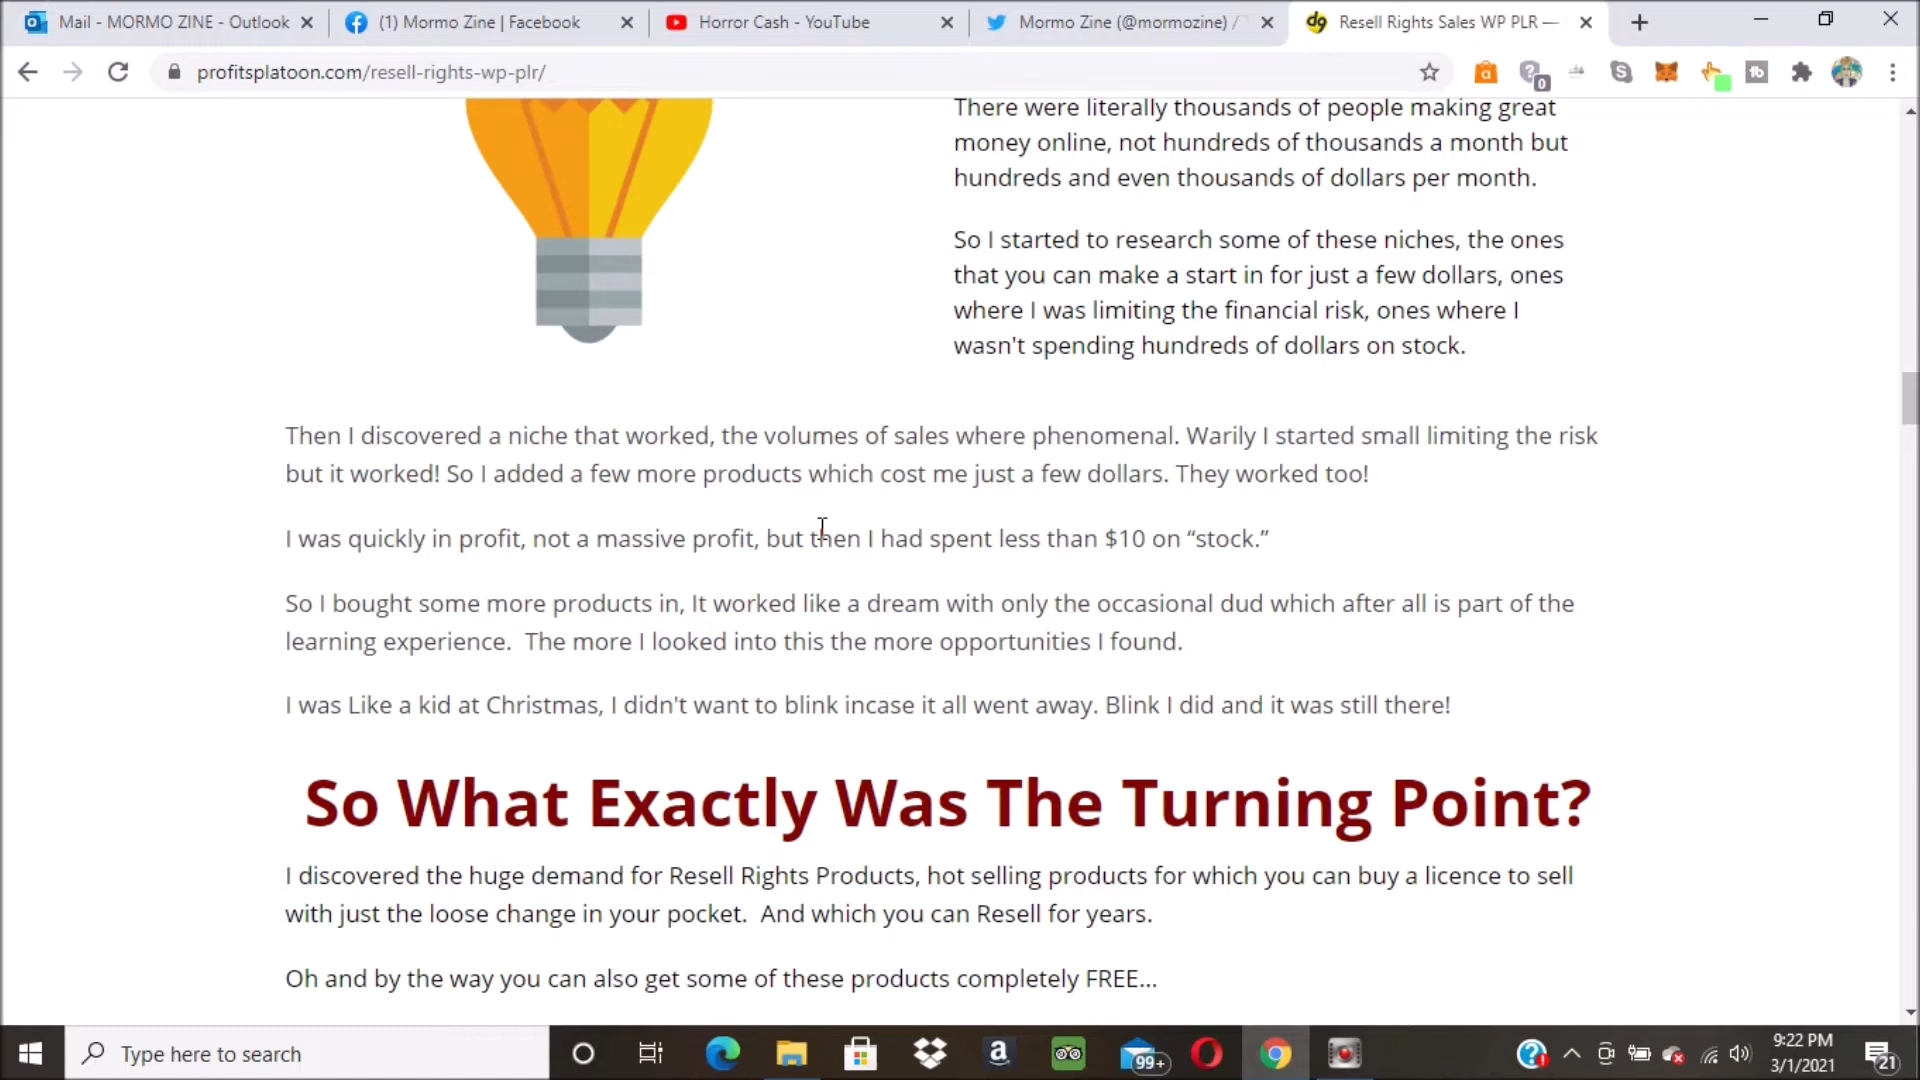 Mail - MORMO ZINE - Outlook
(1) Mormo Zine | Facebook
Horror Cash - YouTube
Mormo Zine (@mormozine) /
Resell Rights Sales WP PLR —
profitsplatoon.com/resell-rights-wp-plr/
There were literally thousands of people making great
money online, not hundreds of thousands a month but
hundreds and even thousands of dollars per month.
So I started to research some of these niches, the ones
that you can make a start in for just a few dollars, ones
where I was limiting the financial risk, ones where I
wasn't spending hundreds of dollars on stock.
Then I discovered a niche that worked, the volumes of sales where phenomenal. Warily I started small limiting the risk
but it worked! So I added a few more products which cost me just a few dollars. They worked too!
I was quickly in profit, not a massive profit, but then I had spent less than $10 on “stock.”
So I bought some more products in, It worked like a dream with only the occasional dud which after all is part of the
learning experience.  The more I looked into this the more opportunities I found.
I was Like a kid at Christmas, I didn't want to blink incase it all went away. Blink I did and it was still there!
So What Exactly Was The Turning Point?
I discovered the huge demand for Resell Rights Products, hot selling products for which you can buy a licence to sell
with just the loose change in your pocket.  And which you can Resell for years.
Oh and by the way you can also get some of these products completely FREE...
Type here to search
99+
9:22 PM
3/1/2021
21